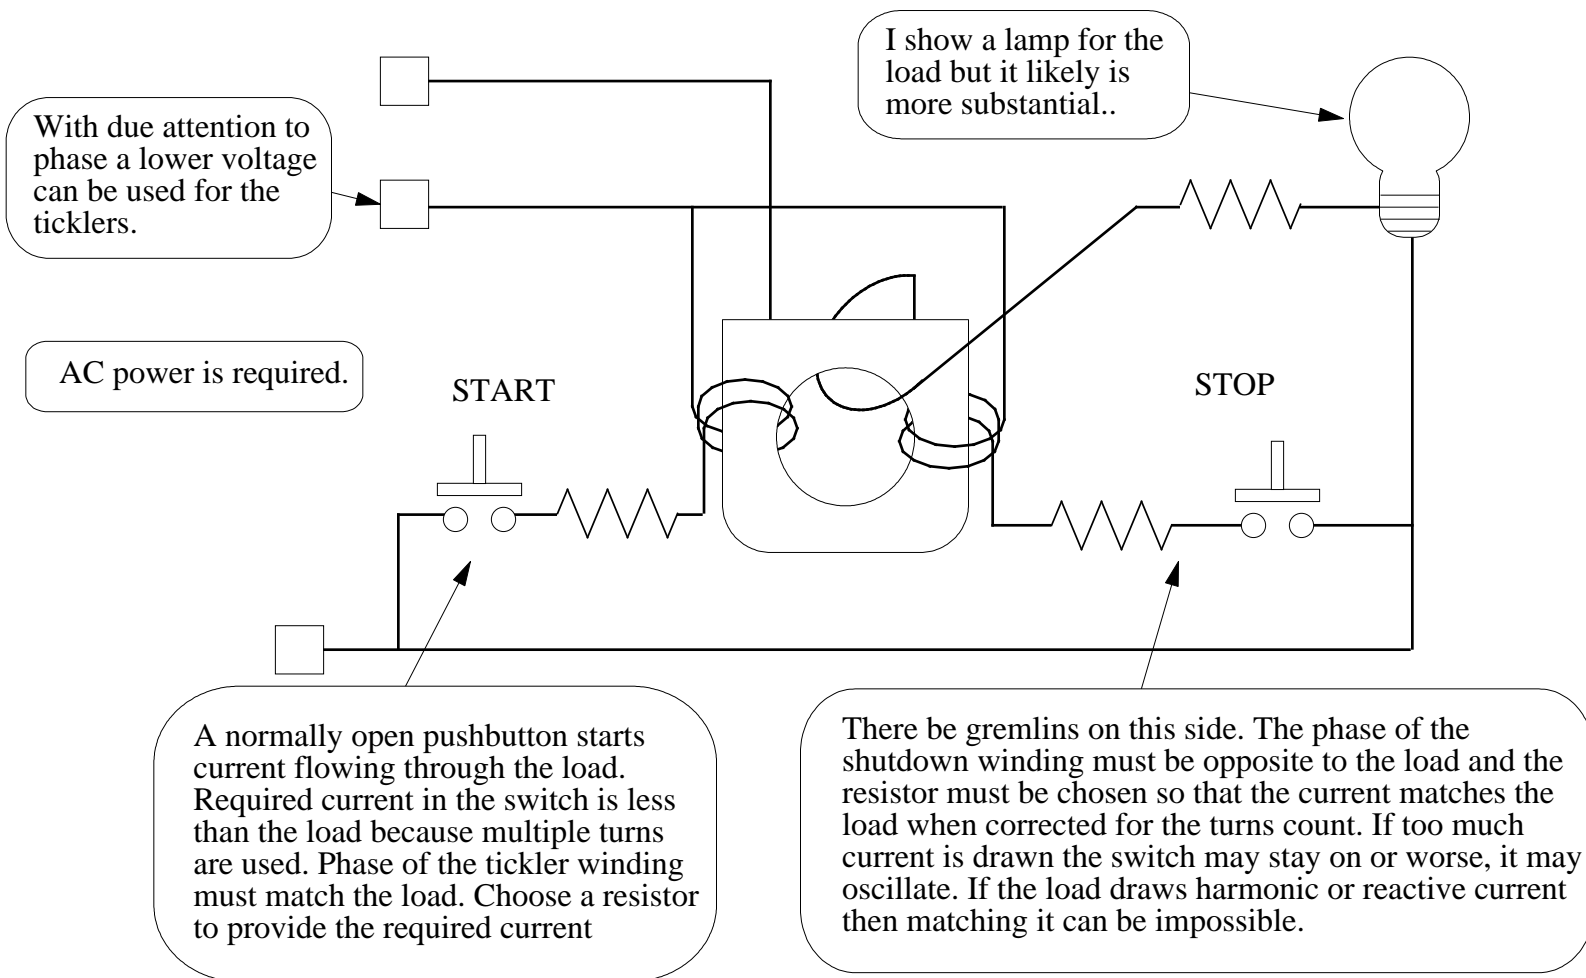 I show a lamp for the
load but it likely is
more substantial..
With due attention to
phase a lower voltage
can be used for the
ticklers.
AC power is required.
START
STOP
A normally open pushbutton starts
current flowing through the load.
Required current in the switch is less
than the load because multiple turns
are used. Phase of the tickler winding
must match the load. Choose a resistor
to provide the required current
There be gremlins on this side. The phase of the
shutdown winding must be opposite to the load and the
resistor must be chosen so that the current matches the
load when corrected for the turns count. If too much
current is drawn the switch may stay on or worse, it may
oscillate. If the load draws harmonic or reactive current
then matching it can be impossible.